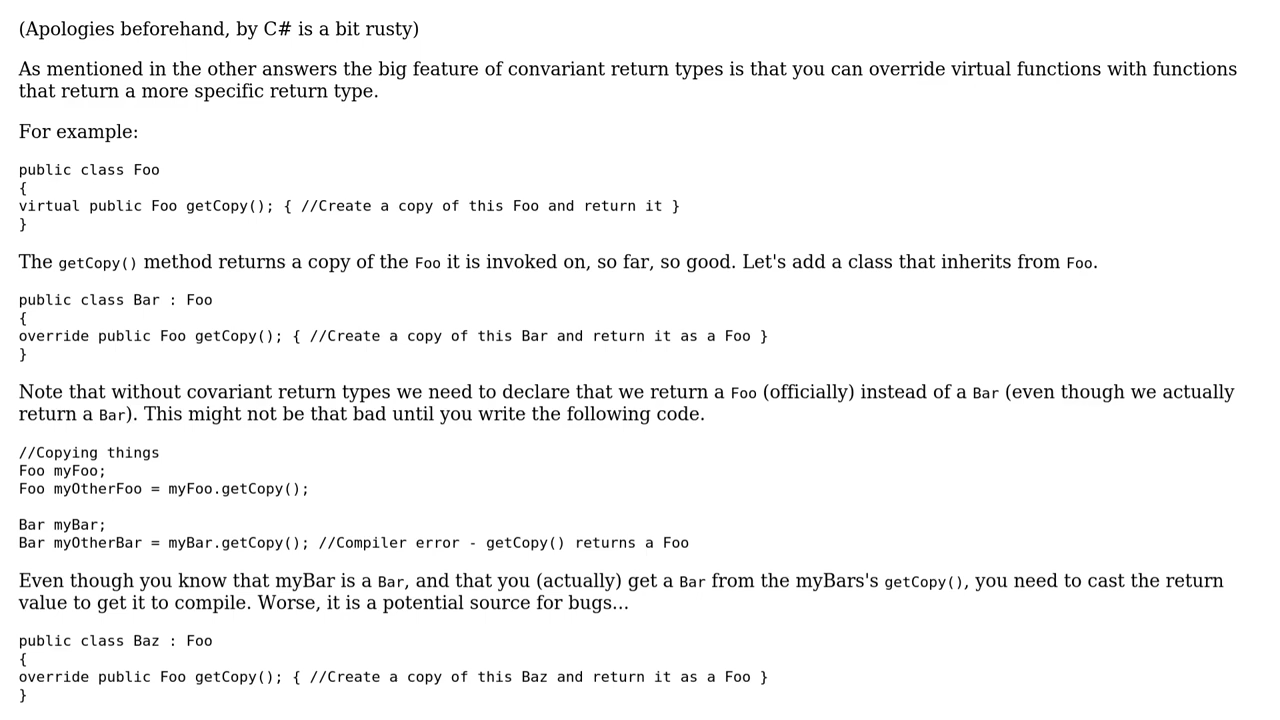 (Apologies beforehand, by C# is a bit rusty)
As mentioned in the other answers the big feature of convariant return types is that you can override virtual functions with functions
that return a more specific return type.
For example:
public class Foo
{
virtual public Foo getCopy(); { //Create a copy of this Foo and return it }
}
The getCopy() method returns a copy of the Foo it is invoked on, so far, so good. Let's add a class that inherits from Foo.
public class Bar : Foo
{
override public Foo getCopy(); { //Create a copy of this Bar and return it as a Foo }
}
Note that without covariant return types we need to declare that we return a Foo (officially) instead of a Bar (even though we actually
return a Bar). This might not be that bad until you write the following code.
//Copying things
Foo myFoo;
Foo myOtherFoo = myFoo.getCopy();
Bar myBar;
Bar myOtherBar = myBar.getCopy(); //Compiler error - getCopy() returns a Foo
Even though you know that myBar is a Bar, and that you (actually) get a Bar from the myBars's getCopy(), you need to cast the return
value to get it to compile. Worse, it is a potential source for bugs...
public class Baz : Foo
{
override public Foo getCopy(); { //Create a copy of this Baz and return it as a Foo }
}